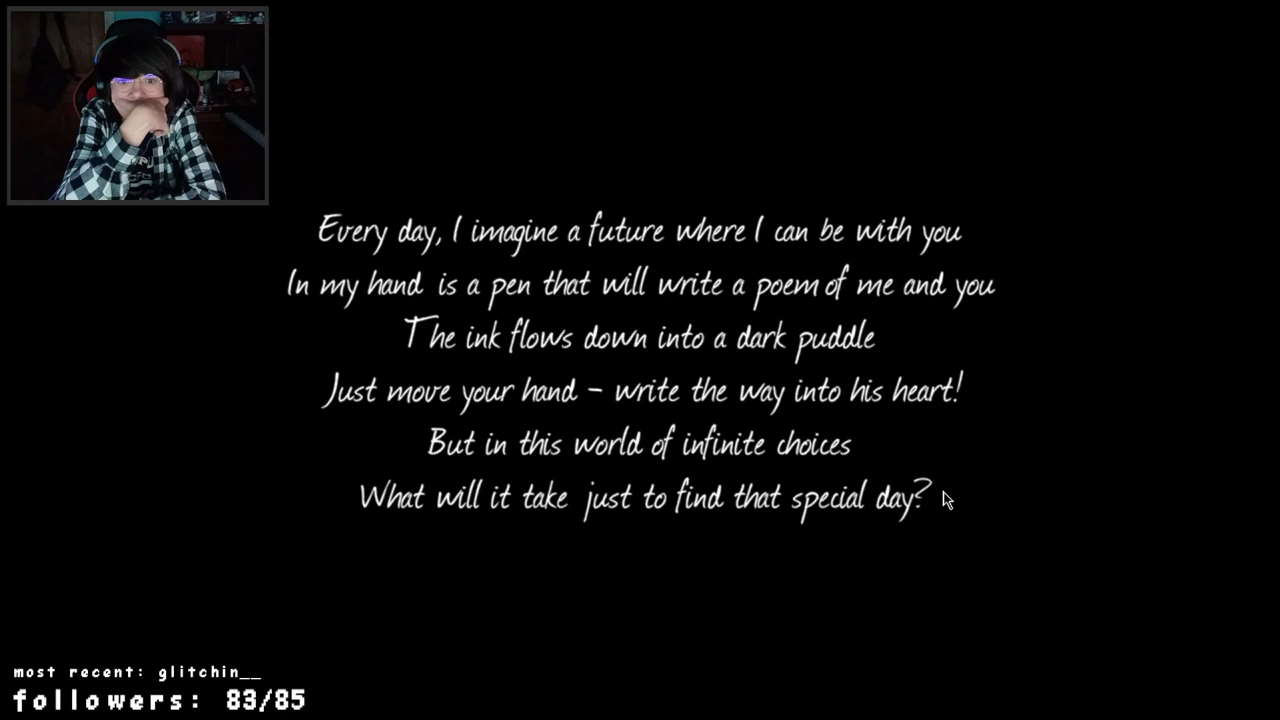 Every day, I imagine a future where I can be with you
In my hand is a pen that will write a poem of me and you
The ink flows down into a dark puddle
Just move your hand - write the way into his heart!
But in this world of infinite choices
What will it take just to find that special day?
most recent: glitchin__
followers: 83/85